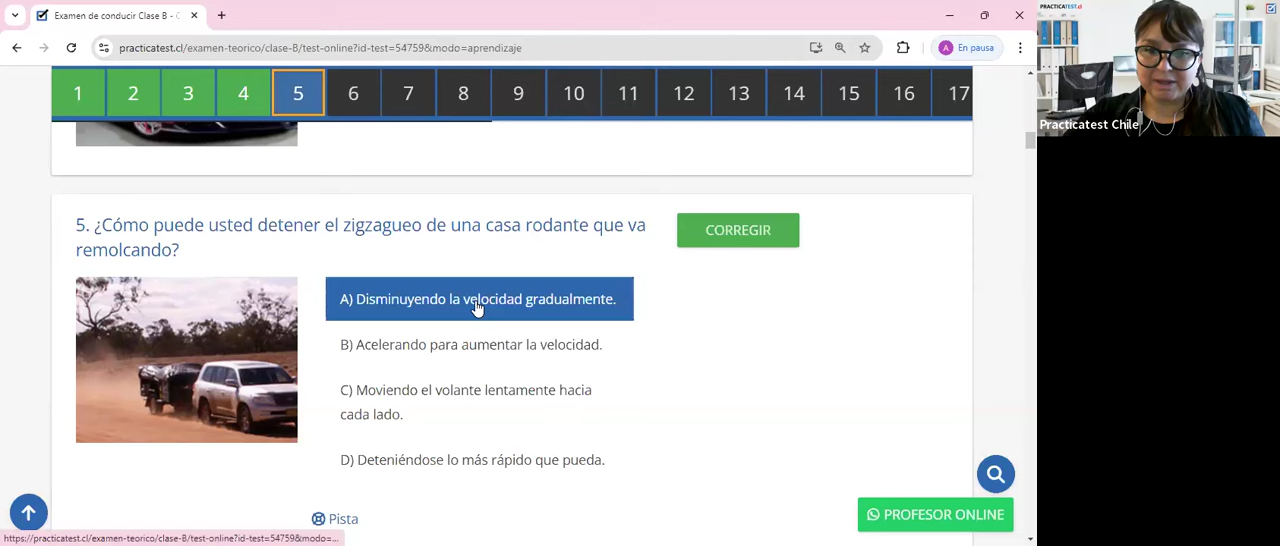 Examen de conducir Clase B - C
practicatest.cl/examen-teorico/clase-B/test-online?id-test=54759&modo=aprendizaje
A
En pausa
PRACTICATEST.cl
Practicatest Chile
1 2 3 4 5 6 7 8 9 10 11 12 13 14 15 16 17
5. ¿Cómo puede usted detener el zigzagueo de una casa rodante que va
remolcando?
CORREGIR
A) Disminuyendo la velocidad gradualmente.
B) Acelerando para aumentar la velocidad.
C) Moviendo el volante lentamente hacia
cada lado.
D) Deteniéndose lo más rápido que pueda.
Pista
PROFESOR ONLINE
https://practicatest.cl/examen-teorico/clase-B/test-online?id-test=54759&modo=...